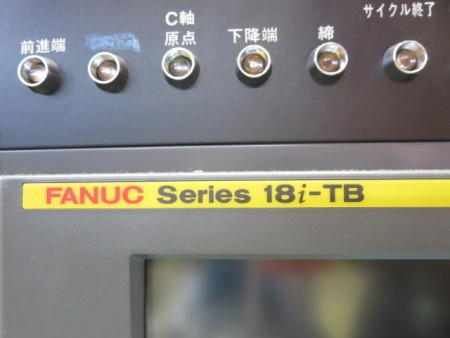 サイクル終了
C軸
前進端
原点
下降端
締
FANUC Series 18i-TB